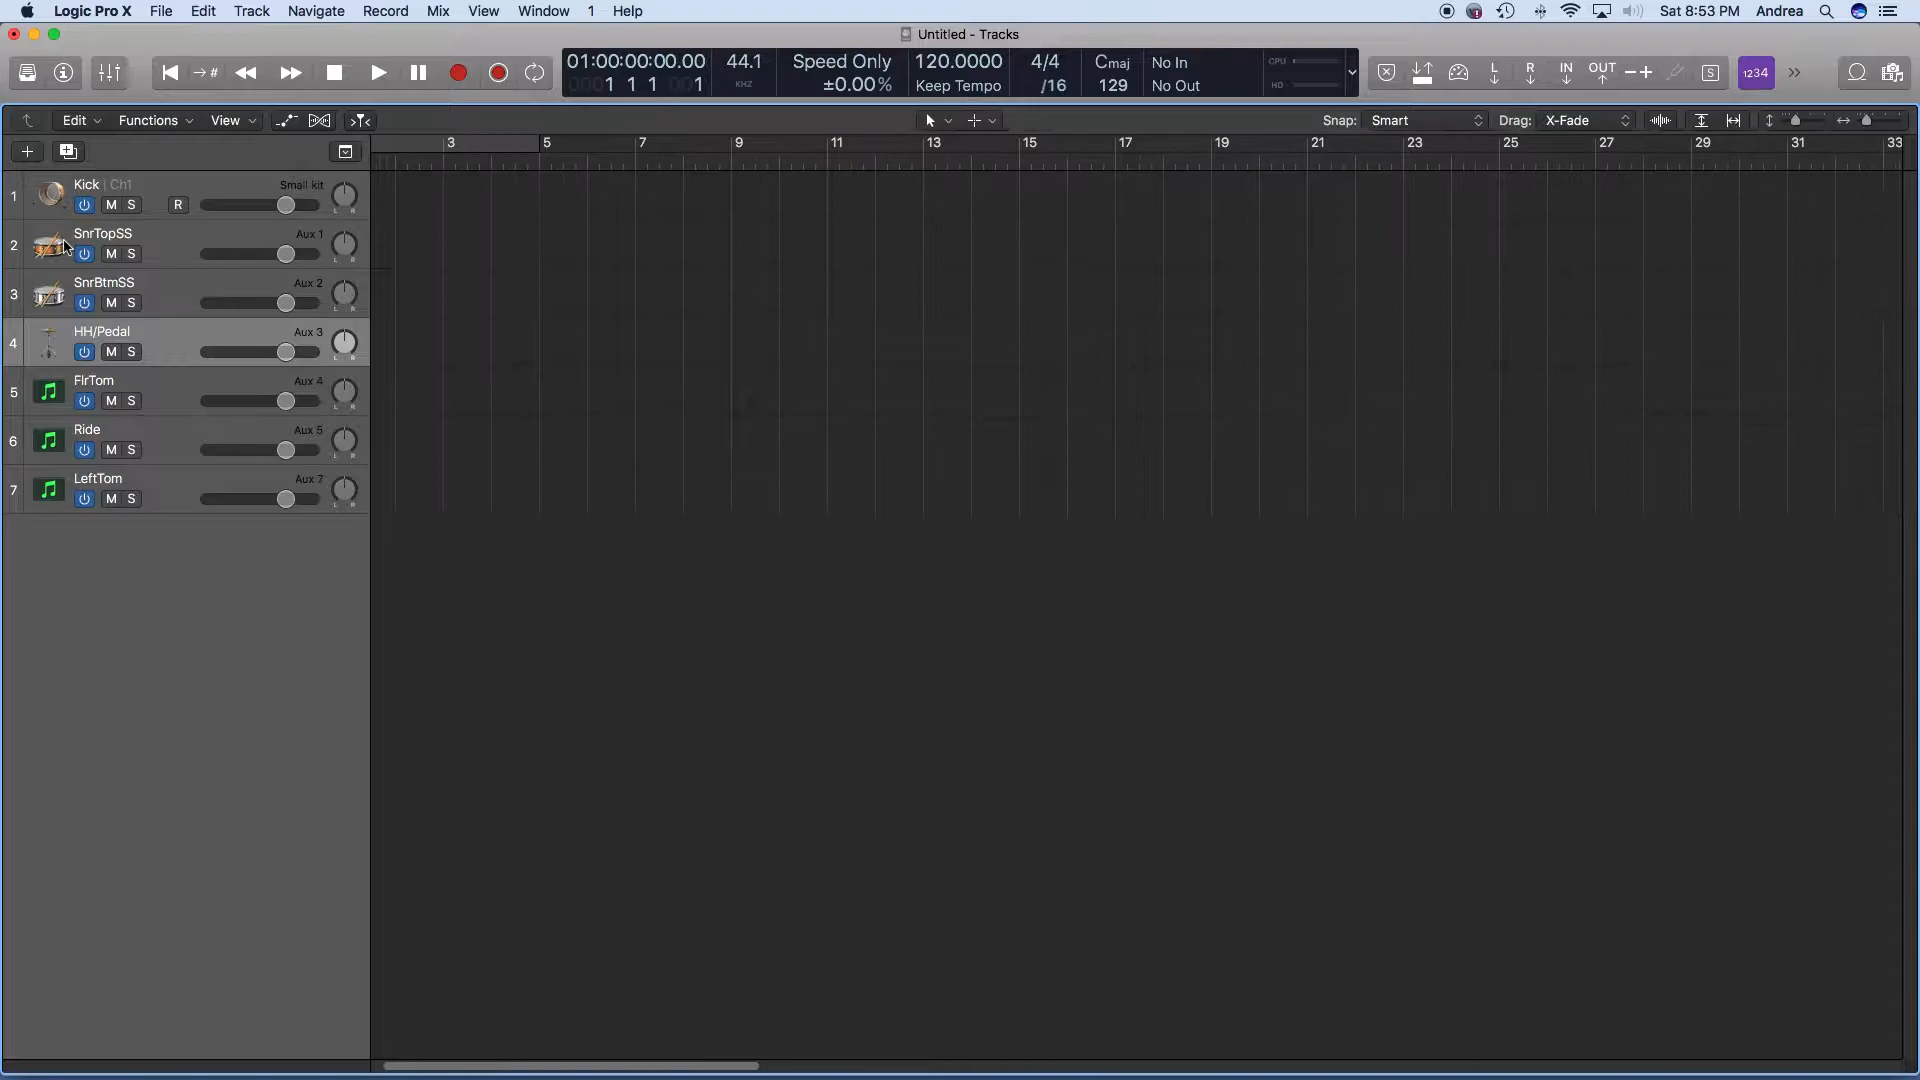 Logic Pro X File Edit Track Navigate Record Mix View Window 1 Help Sat 8:53 PM Andrea
Untitled - Tracks
01:00:00:00.00 44.1 Speed Only 120.0000 4/4 Cmaj No In CPU
0001 1 1 001 KHZ ±0.00% Keep Tempo /16 129 No Out HD
L R IN OUT S 1234
Edit Functions View Snap: Smart Drag: X-Fade
3 5 7 9 11 13 15 17 19 21 23 25 27 29 31 33
1 Kick | Ch1 Small kit
M S R L R
2 SnrTopSS Aux 1
M S L R
3 SnrBtmSS Aux 2
M S L R
4 HH/Pedal Aux 3
M S L R
5 FlrTom Aux 4
M S L R
6 Ride Aux 5
M S L R
7 LeftTom Aux 7
M S L R